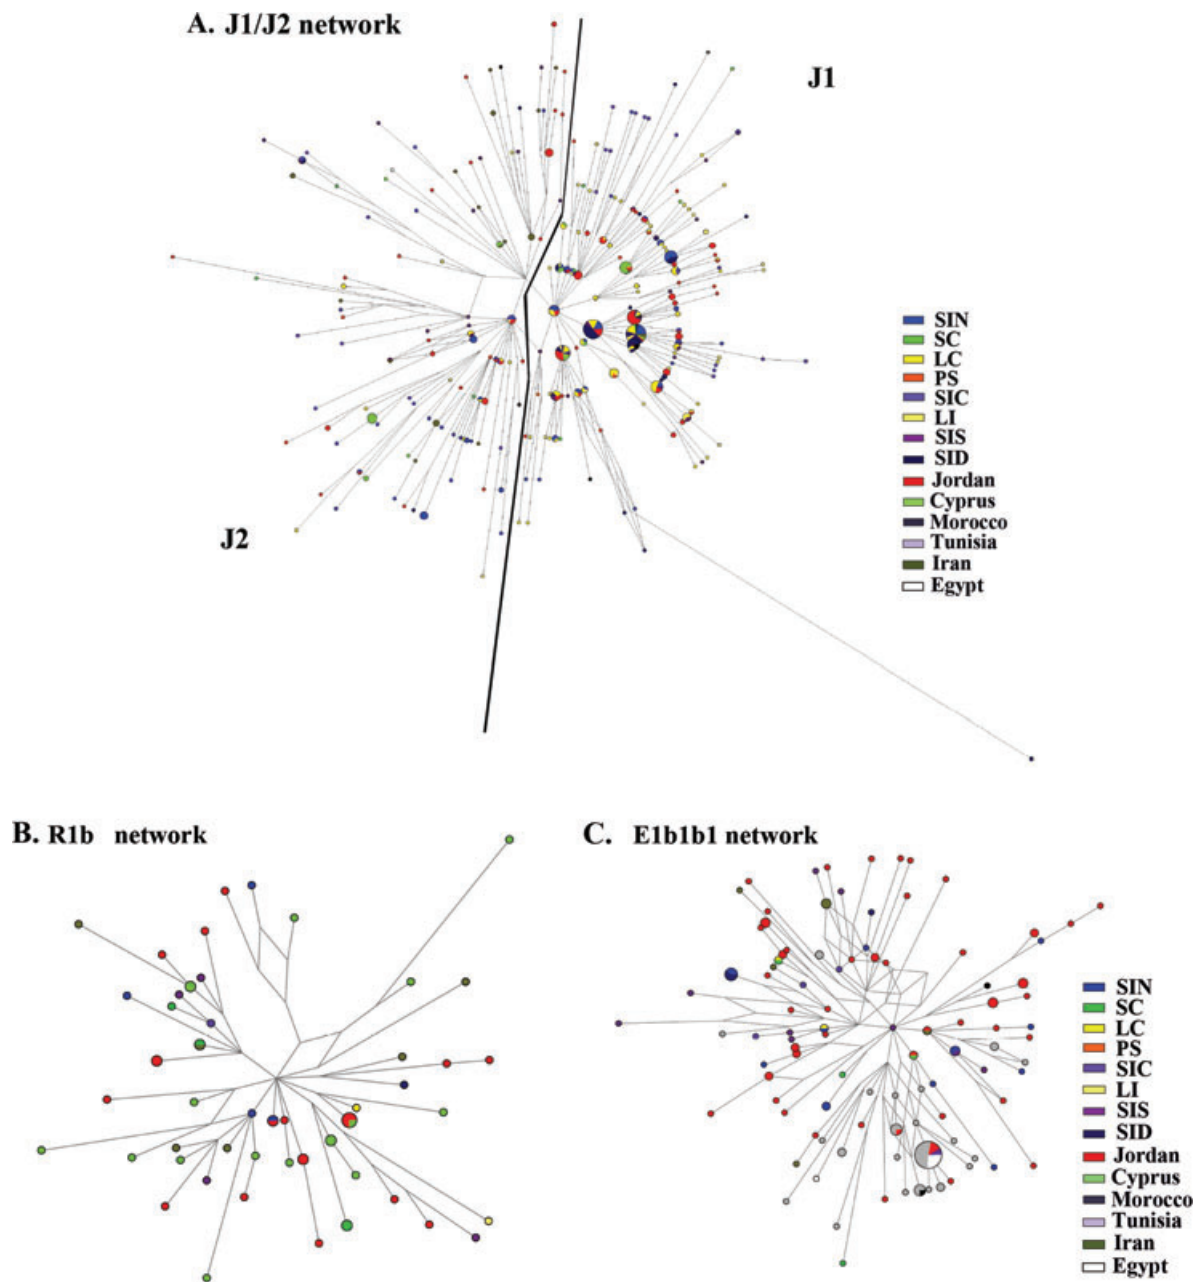 A. J1/J2 network
J1
SIN
SC
LC
PS
SIC
LI
SIS
SID
Jordan
Cyprus
Morocco
Tunisia
Iran
Egypt
J2
B. R1b network
C. E1b1b1 network
SIN
SC
LC
PS
SIC
LI
SIS
SID
Jordan
Cyprus
Morocco
Tunisia
Iran
Egypt